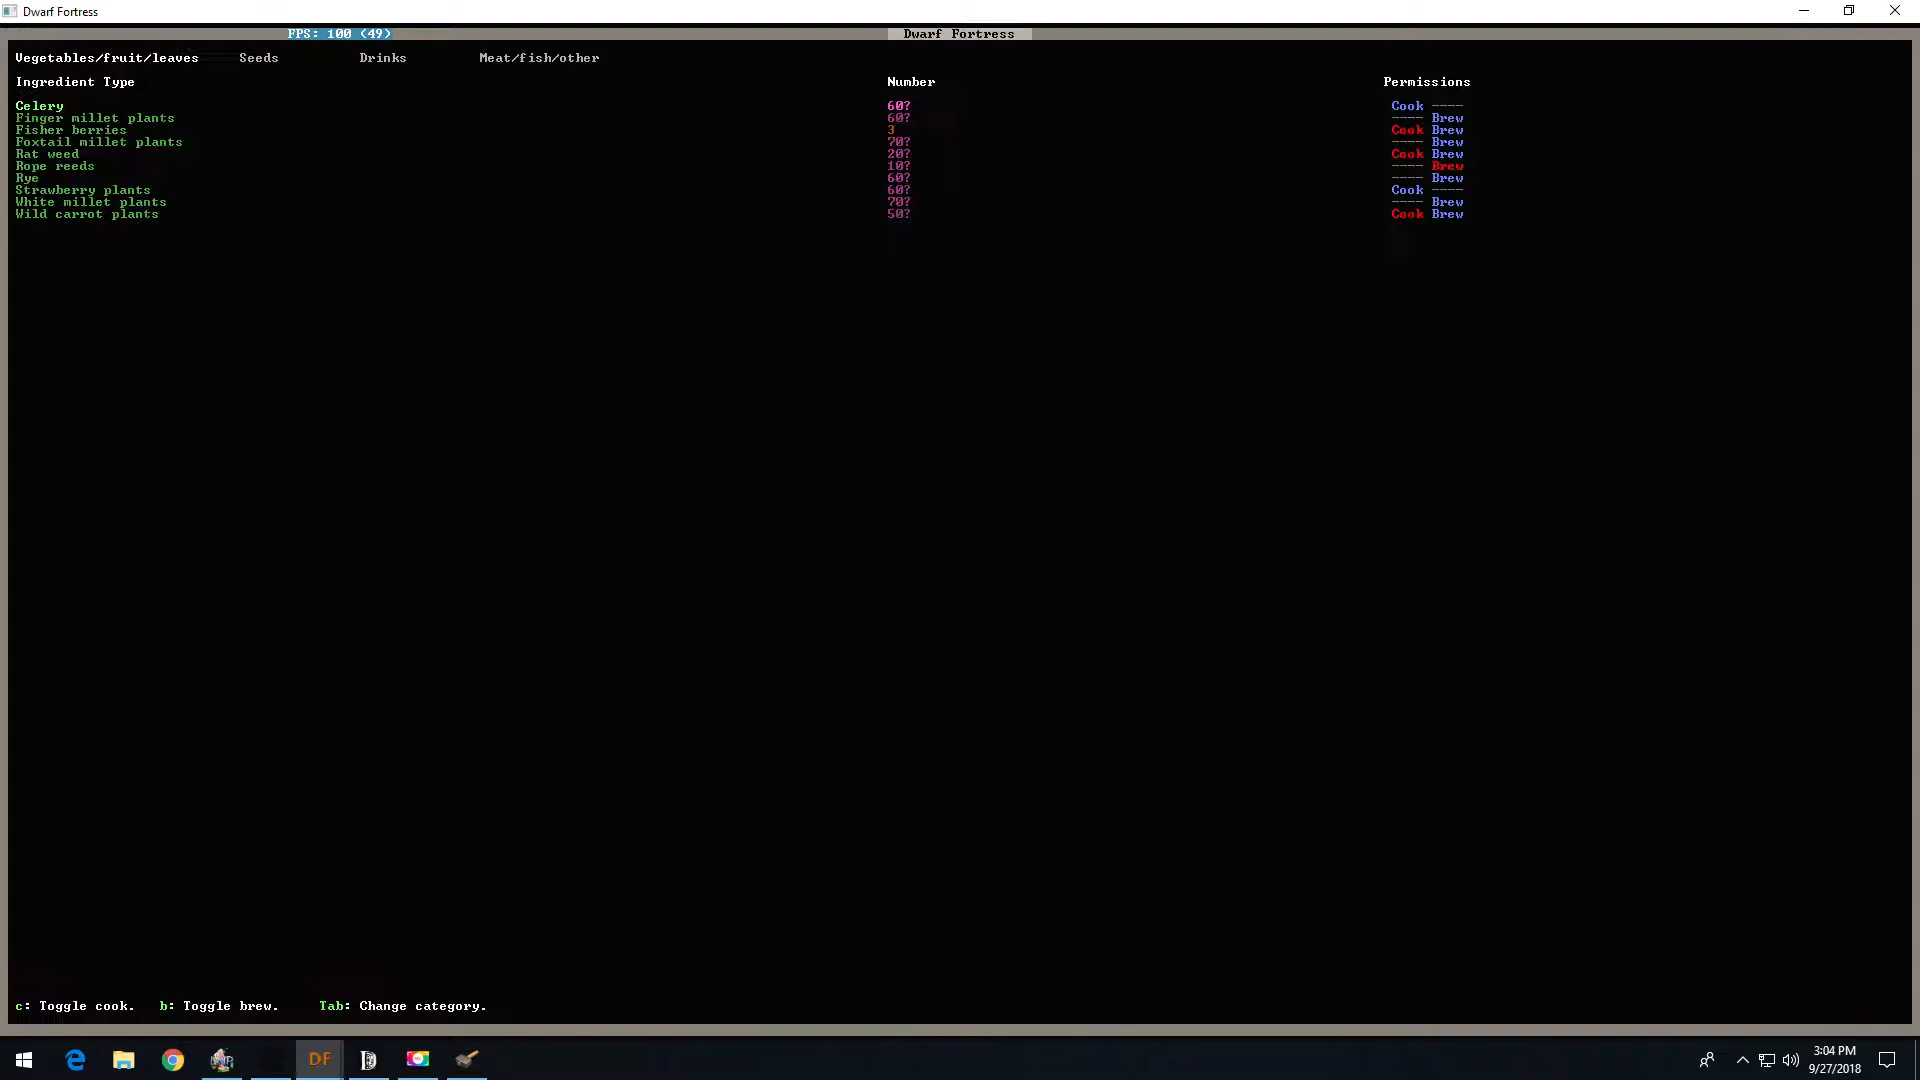 Dwarf Fortress
FPS: 100 (49) Dwarf Fortress
Vegetables/fruit/leaves Seeds Drinks Meat/fish/other
Ingredient Type Number Permissions
Celery 60? Cook ----
Finger millet plants 60? ---- Brew
Fisher berries 3 Cook Brew
Foxtail millet plants 70? ---- Brew
Rat weed 20? Cook Brew
Rope reeds 10? ---- Brew
Rye 60? ---- Brew
Strawberry plants 60? Cook ----
White millet plants 70? ---- Brew
Wild carrot plants 50? Cook Brew
c: Toggle cook. b: Toggle brew. Tab: Change category.
DF
3:04 PM
9/27/2018